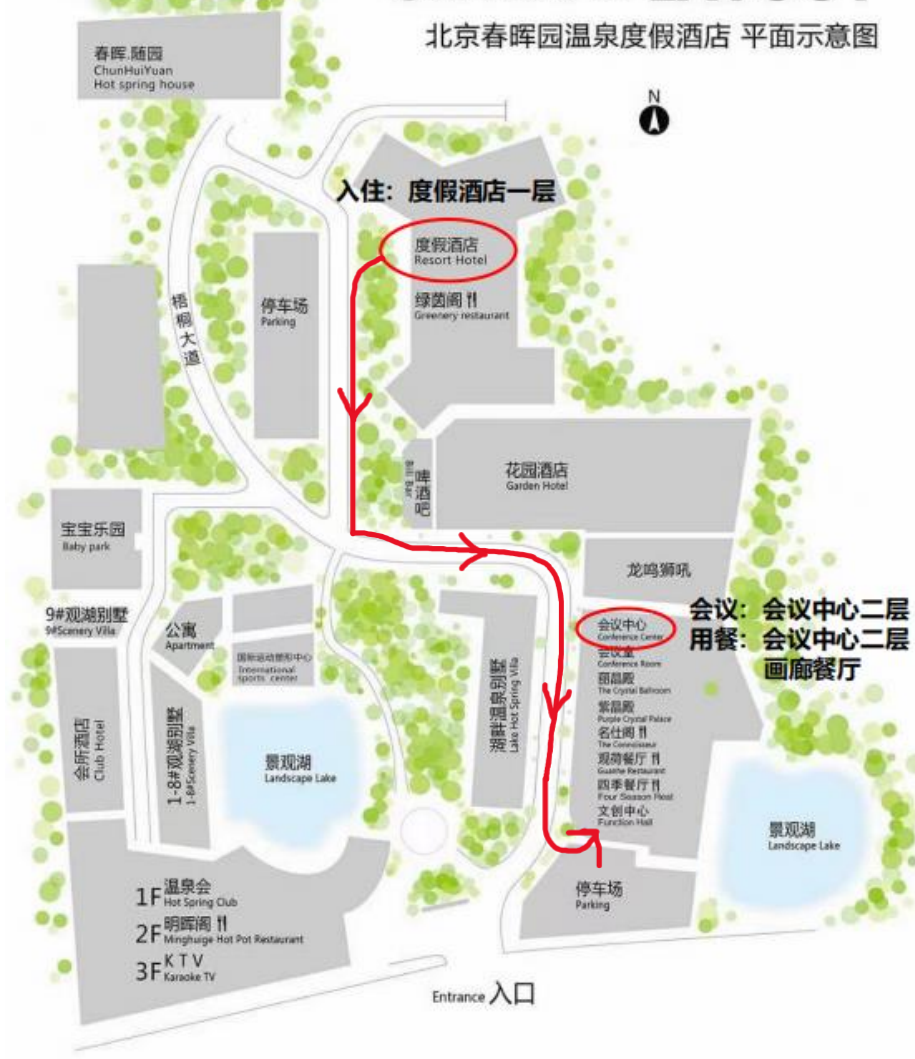 北京春晖园温泉度假酒店 平面示意图
春晖.随园
ChunHuiYuan
Hot spring house
N
入住：度假酒店一层
度假酒店
Resort Hotel
绿茵阁
Greenery restaurant
停车场
Parking
梧桐大道
花园酒店
Garden Hotel
啤酒吧
Bar
宝宝乐园
Baby park
龙鸣狮吼
9#观湖别墅
9#Scenery Villa
公寓
Apartment
国际运动塑形中心
International
sports center
会议中心
Conference Center
会议：会议中心二层
用餐：会议中心二层
画廊餐厅
会议室
Conference Room
丽晶殿
The Crystal Ballroom
紫晶殿
Purple Crystal Palace
名仕阁
The Connoisseur
观荷餐厅
Guanhe Restaurant
四季餐厅
Four Season Real
文创中心
Function Hall
湖畔温泉别墅
Lake Hot Spring Villa
会所酒店
Club Hotel
1-8#观湖别墅
1-8#Scenery Villa
景观湖
Landscape Lake
景观湖
Landscape Lake
停车场
Parking
1F 温泉会
Hot Spring Club
2F 明晖阁
Minghuige Hot Pot Restaurant
3F K T V
Karaoke TV
Entrance 入口